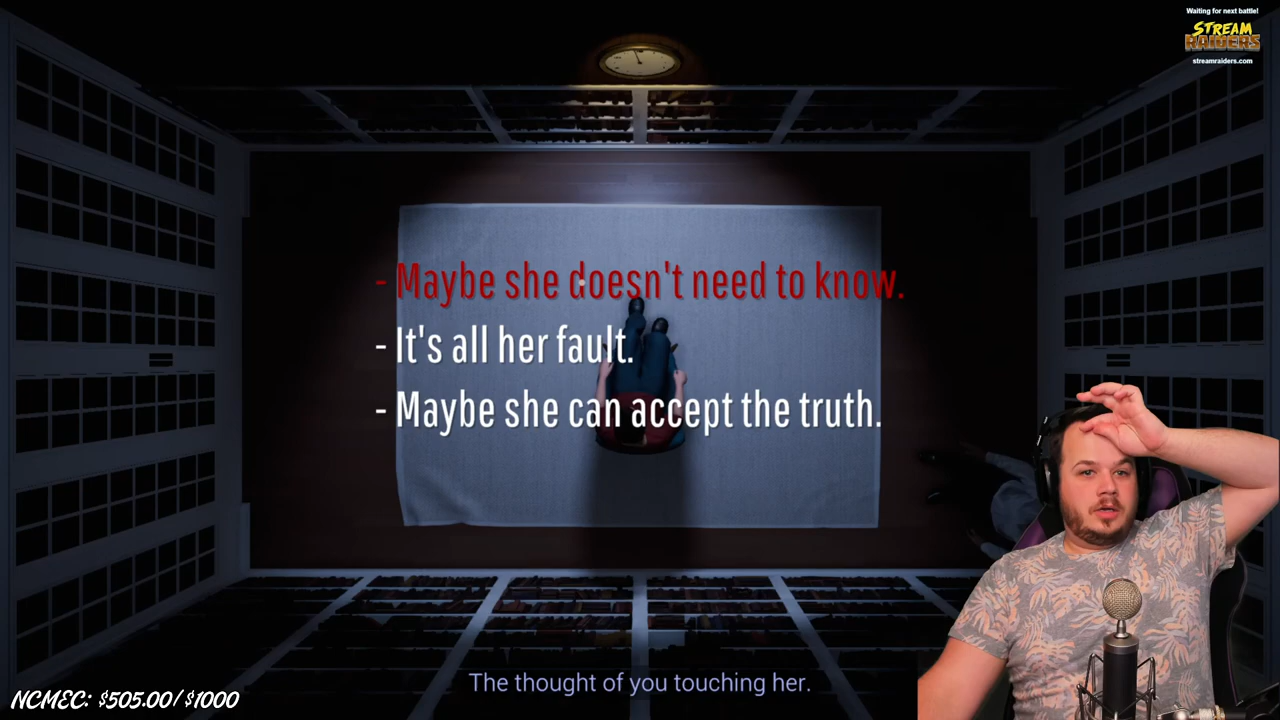 Waiting for next battle!
STREAM
RAIDERS
streamraiders.com
- Maybe she doesn't need to know.
- It's all her fault.
- Maybe she can accept the truth.
The thought of you touching her.
NCMEC: $505.00/$1000